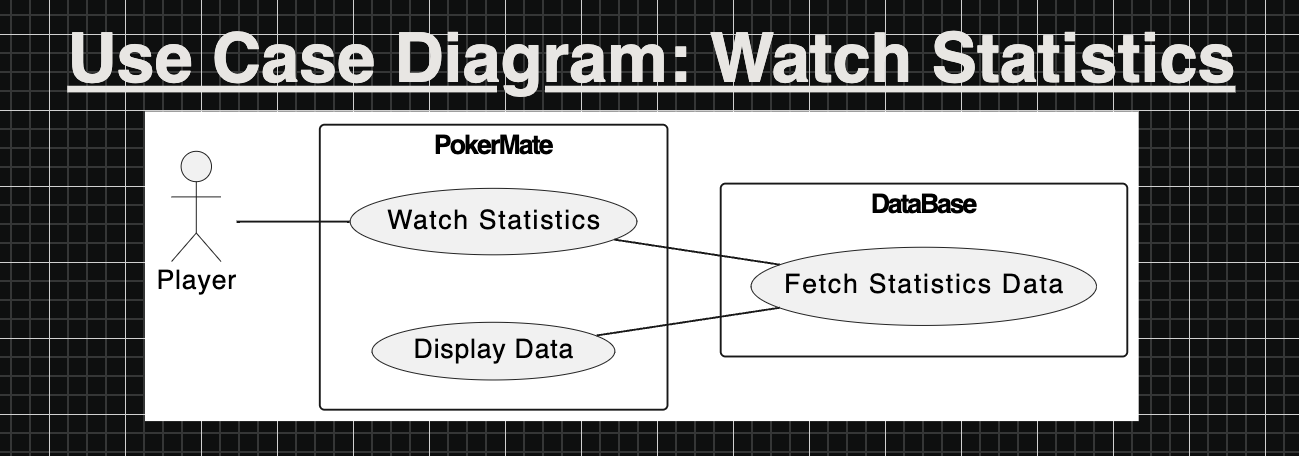 Use Case Diagram: Watch Statistics
PokerMate
DataBase
Watch Statistics
Player
Fetch Statistics Data
Display Data